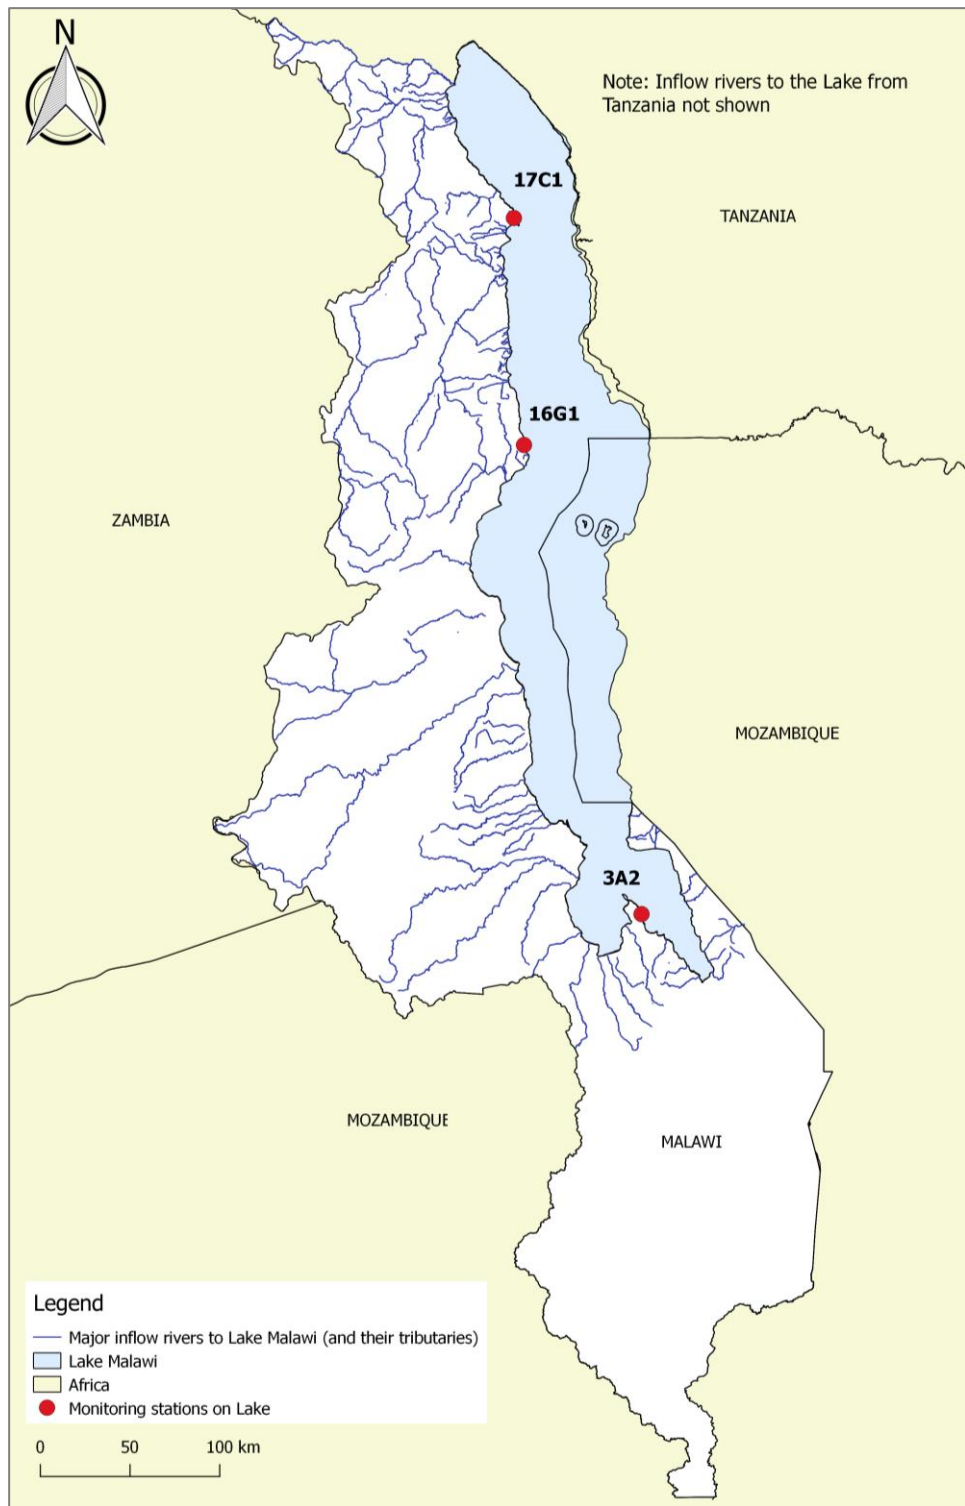 N
Note: Inflow rivers to the Lake from
Tanzania not shown
17C1
TANZANIA
16G1
ZAMBIA
MOZAMBIQUE
3A2
MOZAMBIQUE
MALAWI
Legend
Major inflow rivers to Lake Malawi (and their tributaries)
Lake Malawi
Africa
Monitoring stations on Lake
0 50 100 km